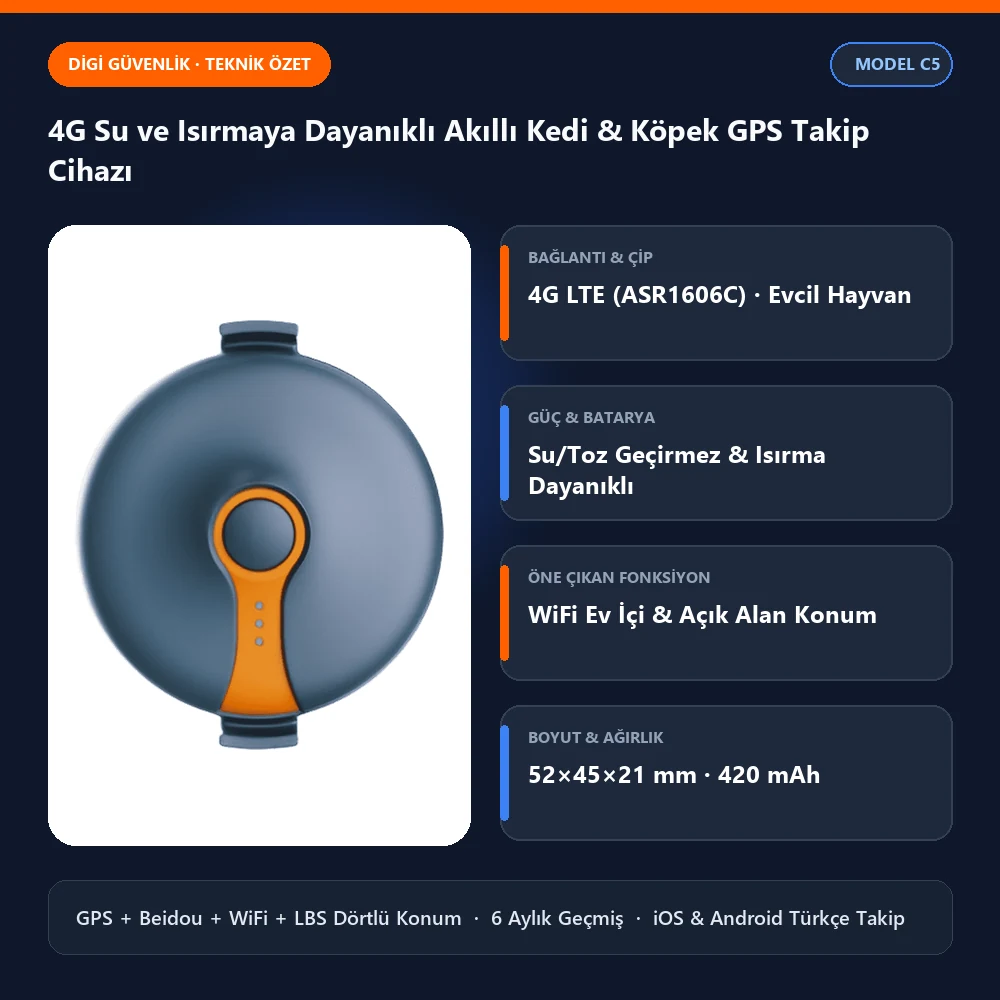 DİGİ GÜVENLİK · TEKNİK ÖZET
MODEL C5
4G Su ve Isırmaya Dayanıklı Akıllı Kedi & Köpek GPS Takip
Cihazı
BAĞLANTI & ÇİP
4G LTE (ASR1606C) · Evcil Hayvan
GÜÇ & BATARYA
Su/Toz Geçirmez & Isırma
Dayanıklı
ÖNE ÇIKAN FONKSİYON
WiFi Ev İçi & Açık Alan Konum
BOYUT & AĞIRLIK
52×45×21 mm · 420 mAh
GPS + Beidou + WiFi + LBS Dörtlü Konum · 6 Aylık Geçmiş · iOS & Android Türkçe Takip